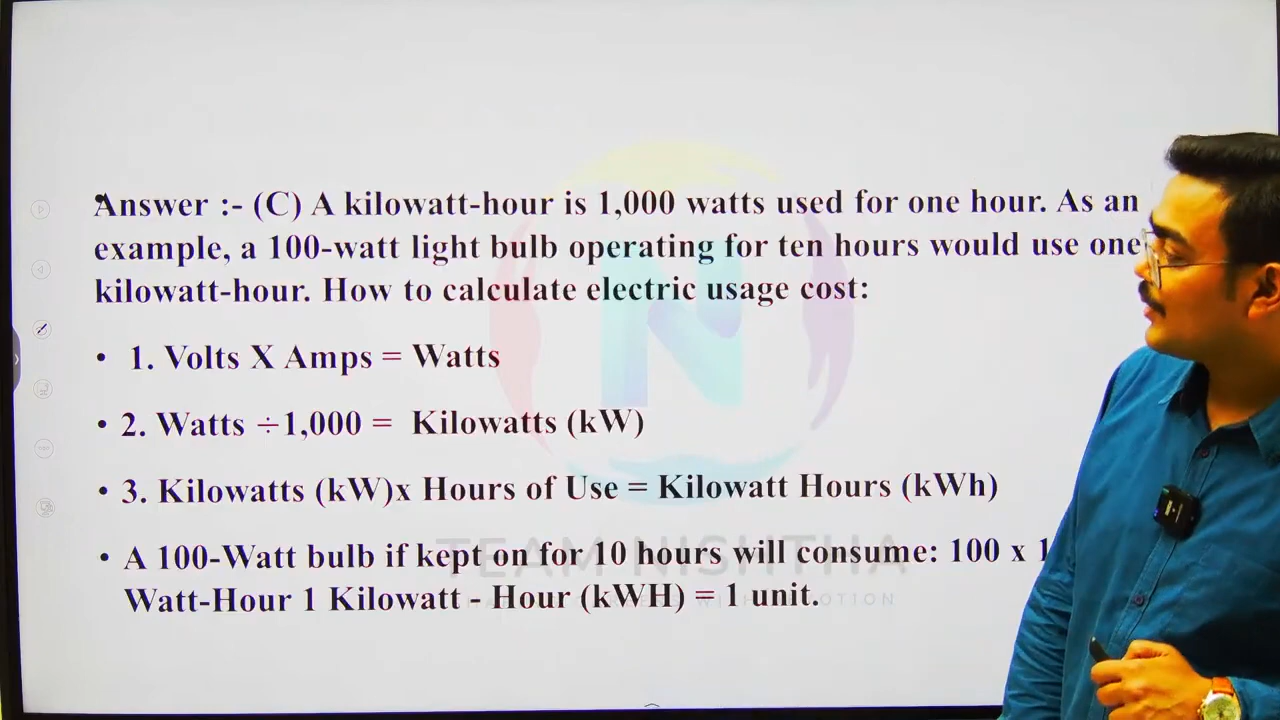 Answer :- (C) A kilowatt-hour is 1,000 watts used for one hour. As an
example, a 100-watt light bulb operating for ten hours would use one
kilowatt-hour. How to calculate electric usage cost:
• 1. Volts X Amps = Watts
• 2. Watts ÷1,000 = Kilowatts (kW)
• 3. Kilowatts (kW)x Hours of Use = Kilowatt Hours (kWh)
• A 100-Watt bulb if kept on for 10 hours will consume: 100 x
Watt-Hour 1 Kilowatt - Hour (kWH) = 1 unit.
TEAM NISHTHA